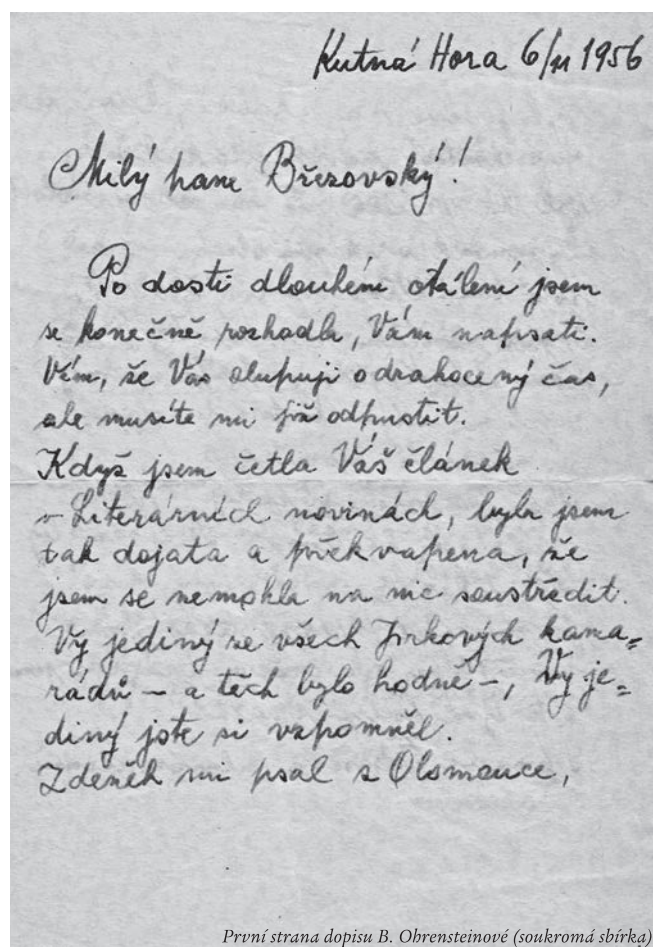 Kutná Hora 6/11 1956
Milý pane Březovský!
Po dosti dlouhém otálení jsem
se konečně rozhodla, Vám napsati.
Vím, že Vás olupuji o drahocený čas,
ale musíte mi již odpustit.
Když jsem četla Váš článek
v Literárních novinách, byla jsem
tak dojata a překvapena, že
jsem se nemohla na nic soustředit.
Vy jediný ze všech Jirkových kama=
rádů — a těch bylo hodně —, Vy je=
diný jste si vzpomněl.
Zdeněk mi psal z Olomouce,
První strana dopisu B. Ohrensteinové (soukromá sbírka)